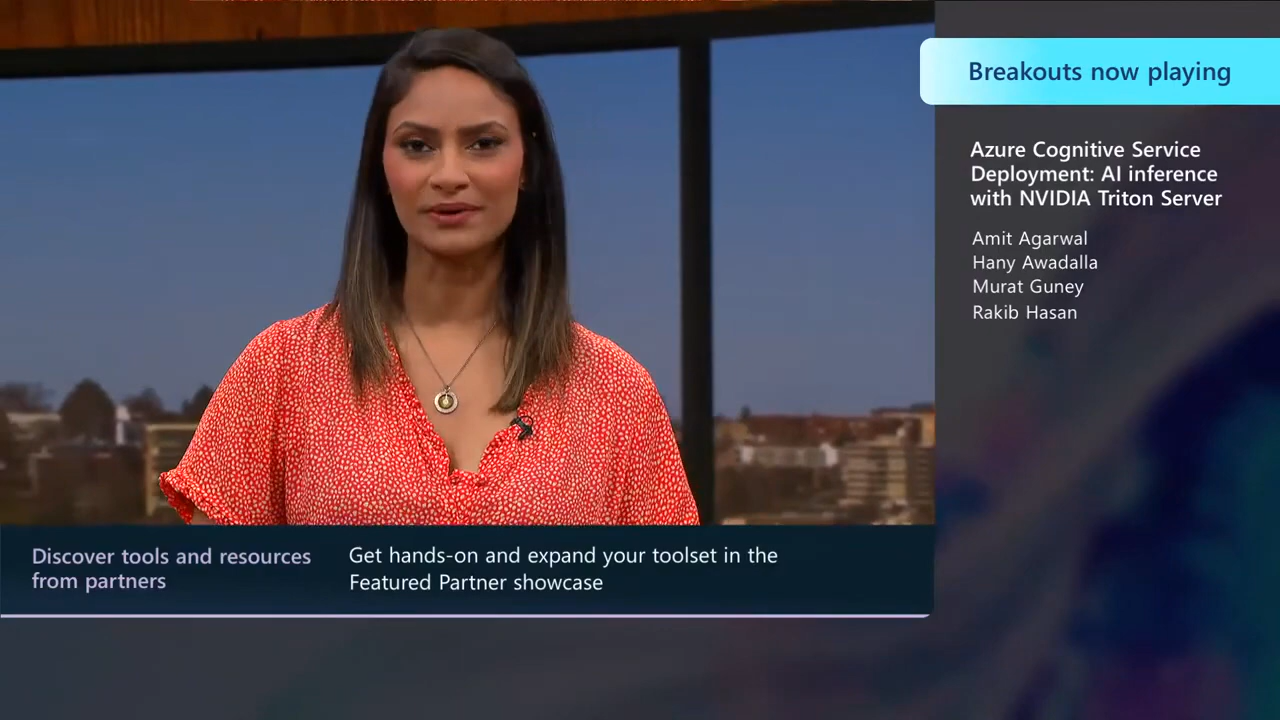 Breakouts now playing
Azure Cognitive Service
Deployment: AI inference
with NVIDIA Triton Server
Amit Agarwal
Hany Awadalla
Murat Guney
Rakib Hasan
Discover tools and resources
from partners
Get hands-on and expand your toolset in the
Featured Partner showcase